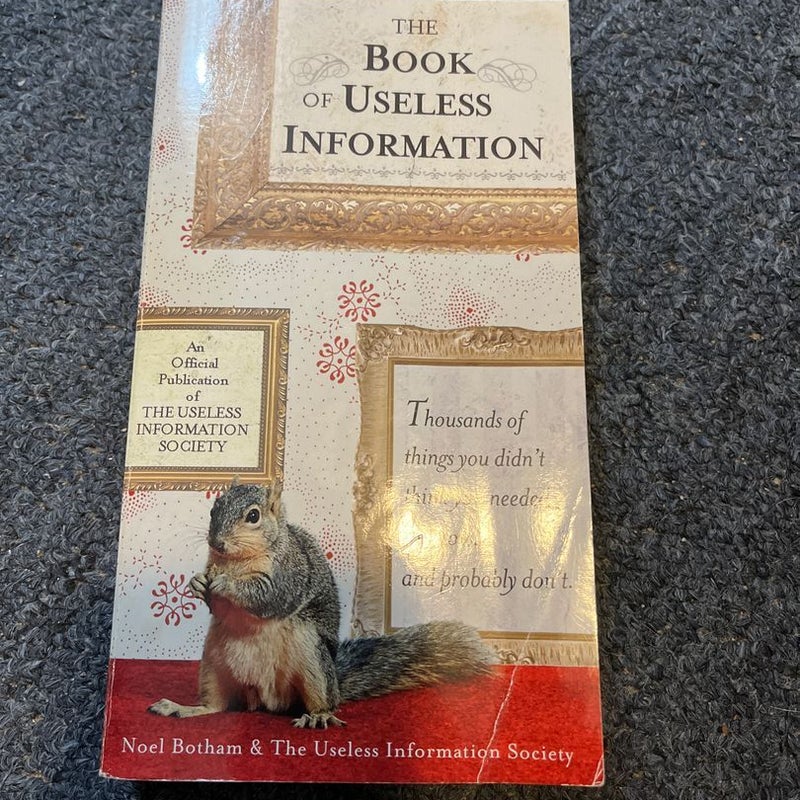 THE
BOOK
OF USELESS
INFORMATION
An
Official
Publication
of
THE USELESS
INFORMATION
SOCIETY
Thousands of
things you didn't
needed
and probably don't.
Noel Botham & The Useless Information Society